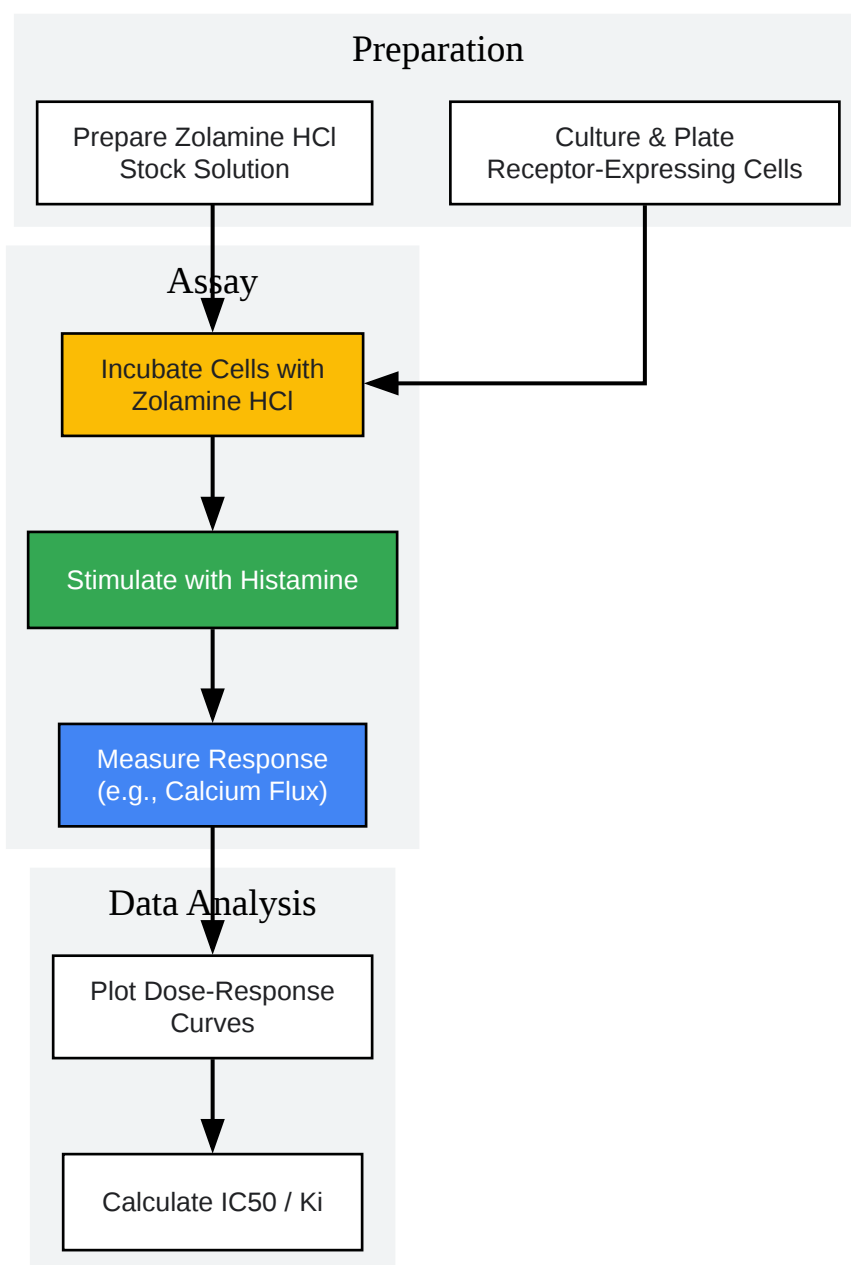 Preparation
Prepare Zolamine HCl
Stock Solution
Culture & Plate
Receptor-Expressing Cells
Assay
Incubate Cells with
Zolamine HCl
Stimulate with Histamine
Measure Response
(e.g., Calcium Flux)
Data Analysis
Plot Dose-Response
Curves
Calculate IC50 / Ki